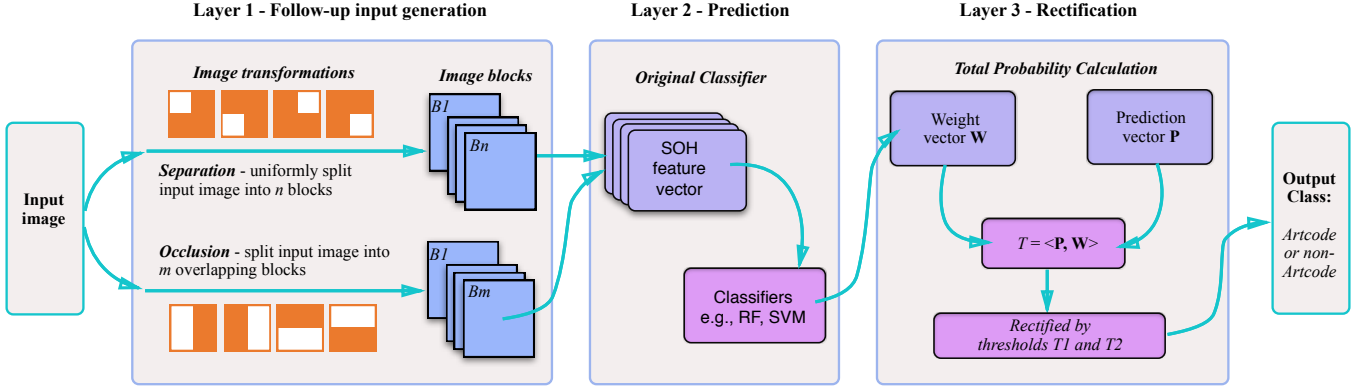 Layer 1 - Follow-up input generation
Layer 2 - Prediction
Layer 3 - Rectification
Input
image
Image transformations
Image blocks
B1
Bn
Separation - uniformly split
input image into n blocks
Occlusion - split input image into
m overlapping blocks
B1
Bm
Original Classifier
SOH
feature
vector
Classifiers
e.g., RF, SVM
Total Probability Calculation
Weight
vector W
Prediction
vector P
T = <P, W>
Rectified by
thresholds T1 and T2
Output
Class:
Artcode
or non-
Artcode